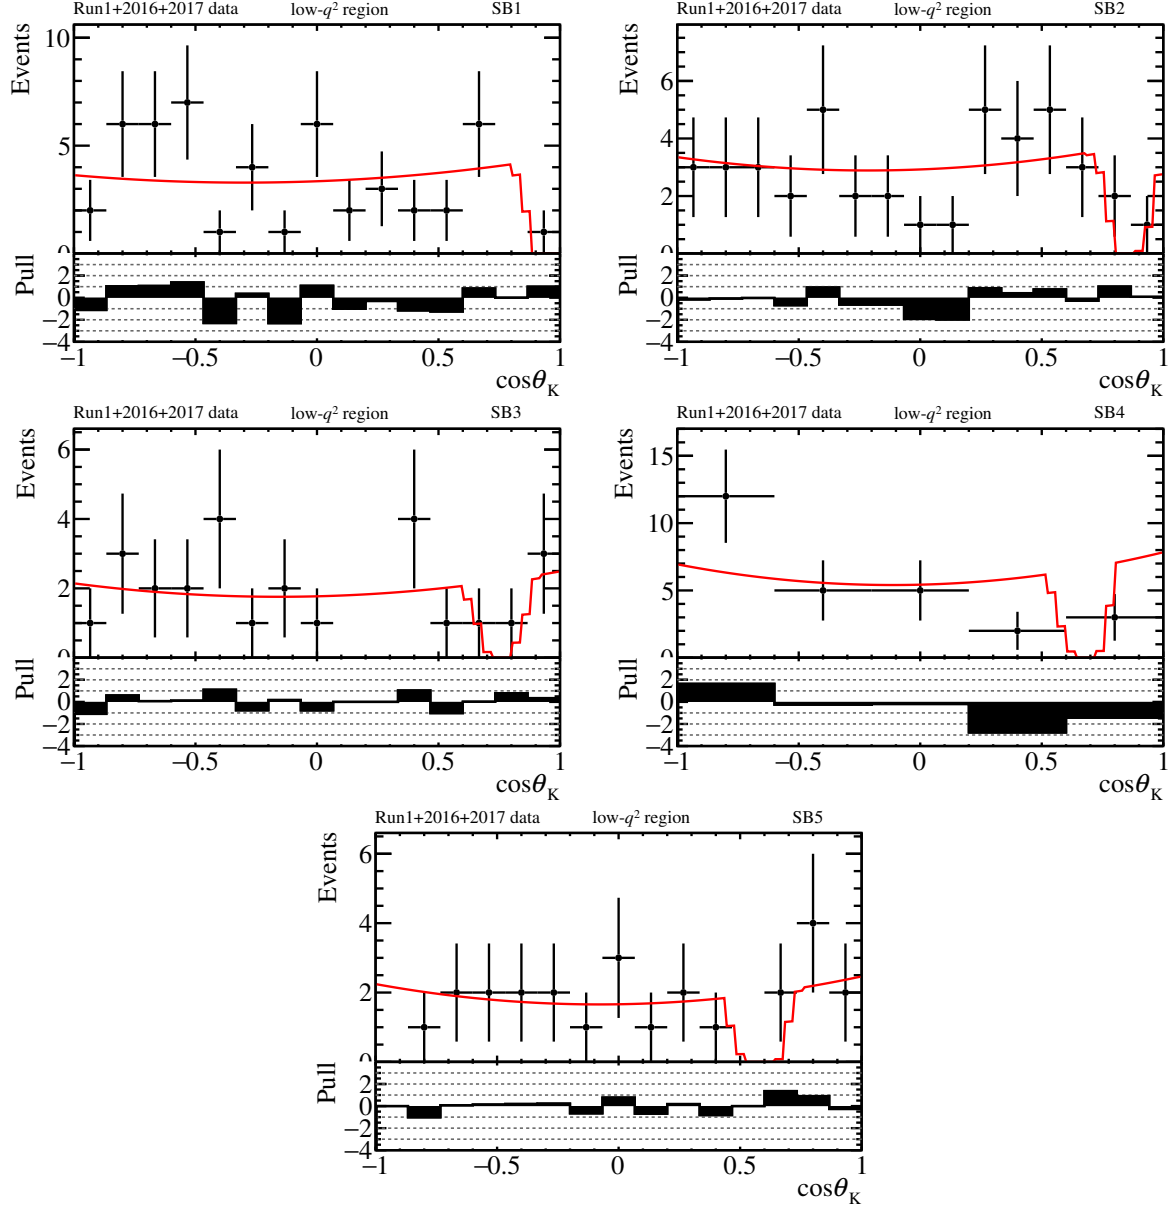 Run1+2016+2017 data low-q² region SB1
Events
10
5
0
Pull
2
0
−2
−4
−1 −0.5 0 0.5 1
cosθ_K
Run1+2016+2017 data low-q² region SB2
Events
6
4
2
0
Pull
2
0
−2
−4
−1 −0.5 0 0.5 1
cosθ_K
Run1+2016+2017 data low-q² region SB3
Events
6
4
2
0
Pull
2
0
−2
−4
−1 −0.5 0 0.5 1
cosθ_K
Run1+2016+2017 data low-q² region SB4
Events
15
10
5
0
Pull
2
0
−2
−4
−1 −0.5 0 0.5 1
cosθ_K
Run1+2016+2017 data low-q² region SB5
Events
6
4
2
0
Pull
2
0
−2
−4
−1 −0.5 0 0.5 1
cosθ_K